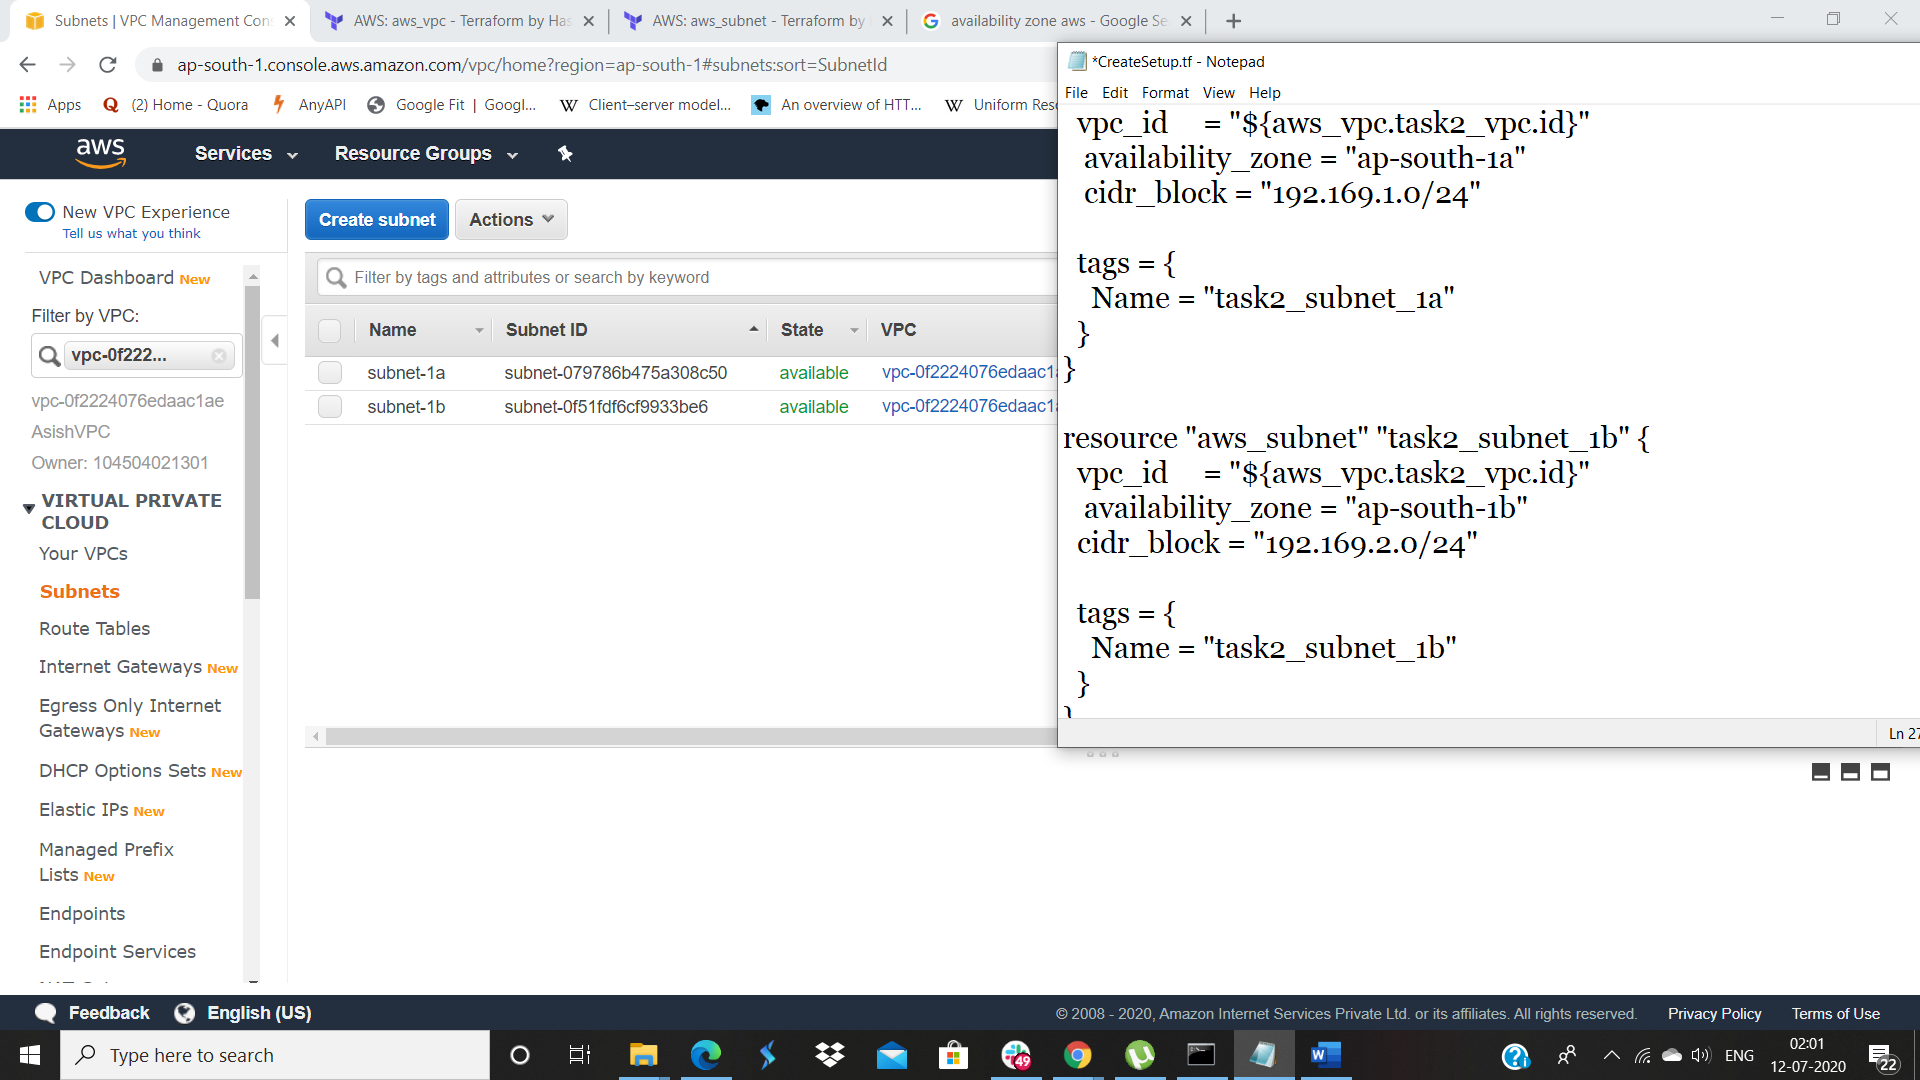 Subnets | VPC Management Con
AWS: aws_vpc - Terraform by Has
AWS: aws_subnet - Terraform by
availability zone aws - Google Se
ap-south-1.console.aws.amazon.com/vpc/home?region=ap-south-1#subnets:sort=SubnetId
Apps
(2) Home - Quora
AnyAPI
Google Fit | Googl...
Client–server model...
An overview of HTT...
Uniform Reso
aws
Services
Resource Groups
New VPC Experience
Tell us what you think
VPC Dashboard New
Filter by VPC:
vpc-0f222...
vpc-0f2224076edaac1ae
AsishVPC
Owner: 104504021301
VIRTUAL PRIVATE
CLOUD
Your VPCs
Subnets
Route Tables
Internet Gateways New
Egress Only Internet
Gateways New
DHCP Options Sets New
Elastic IPs New
Managed Prefix
Lists New
Endpoints
Endpoint Services
Create subnet
Actions
Filter by tags and attributes or search by keyword
Name Subnet ID State VPC
subnet-1a subnet-079786b475a308c50 available vpc-0f2224076edaac1a
subnet-1b subnet-0f51fdf6cf9933be6 available vpc-0f2224076edaac1a
*CreateSetup.tf - Notepad
File Edit Format View Help
vpc_id = "${aws_vpc.task2_vpc.id}"
availability_zone = "ap-south-1a"
cidr_block = "192.169.1.0/24"
tags = {
Name = "task2_subnet_1a"
}
}
resource "aws_subnet" "task2_subnet_1b" {
vpc_id = "${aws_vpc.task2_vpc.id}"
availability_zone = "ap-south-1b"
cidr_block = "192.169.2.0/24"
tags = {
Name = "task2_subnet_1b"
}
}
Ln 27
Feedback
English (US)
© 2008 - 2020, Amazon Internet Services Private Ltd. or its affiliates. All rights reserved.
Privacy Policy
Terms of Use
Type here to search
49
ENG
02:01
12-07-2020
22